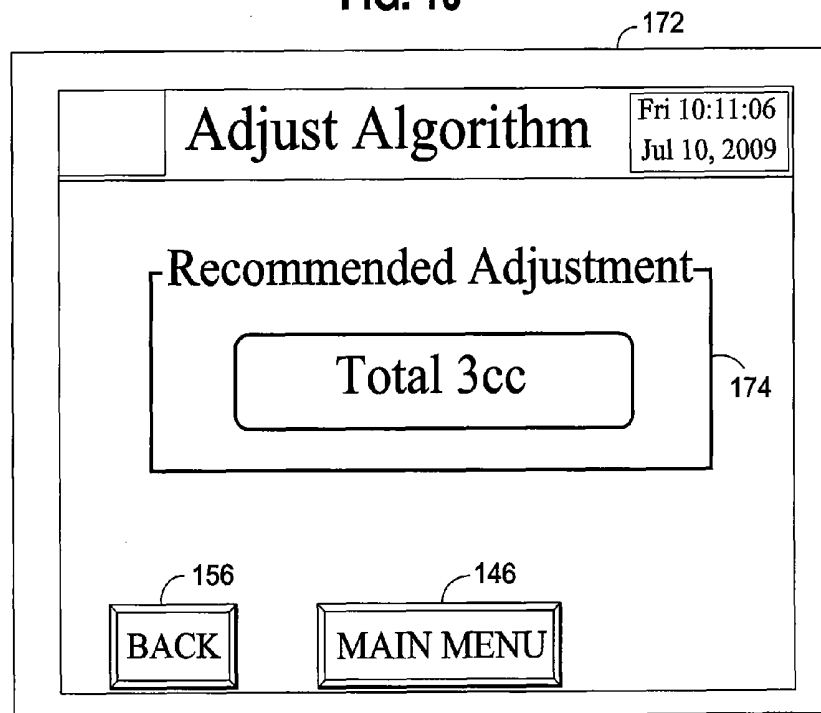 172
Adjust Algorithm
Fri 10:11:06
Jul 10, 2009
Recommended Adjustment
Total 3cc
174
156
146
BACK
MAIN MENU